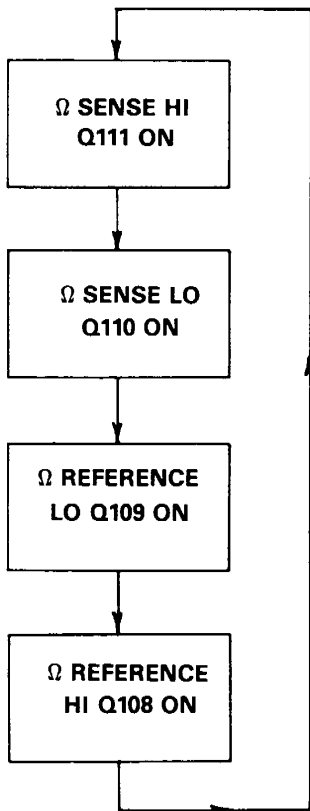 Ω SENSE HI
Q111 ON
Ω SENSE LO
Q110 ON
Ω REFERENCE
LO Q109 ON
Ω REFERENCE
HI Q108 ON